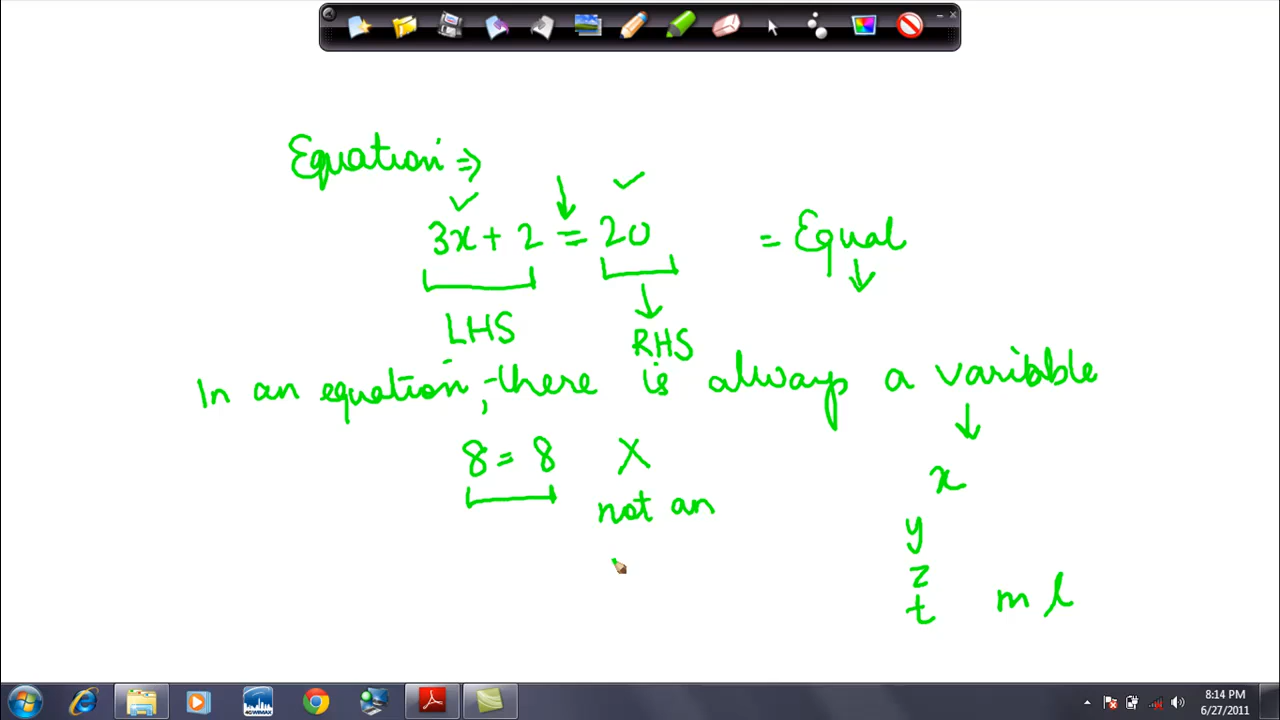 Equation ⇒
3x + 2 = 20
= Equal
LHS
RHS
In an equation, there is always a variable
8 = 8 X
not an
x
y
z
t m l
8:14 PM
6/27/2011